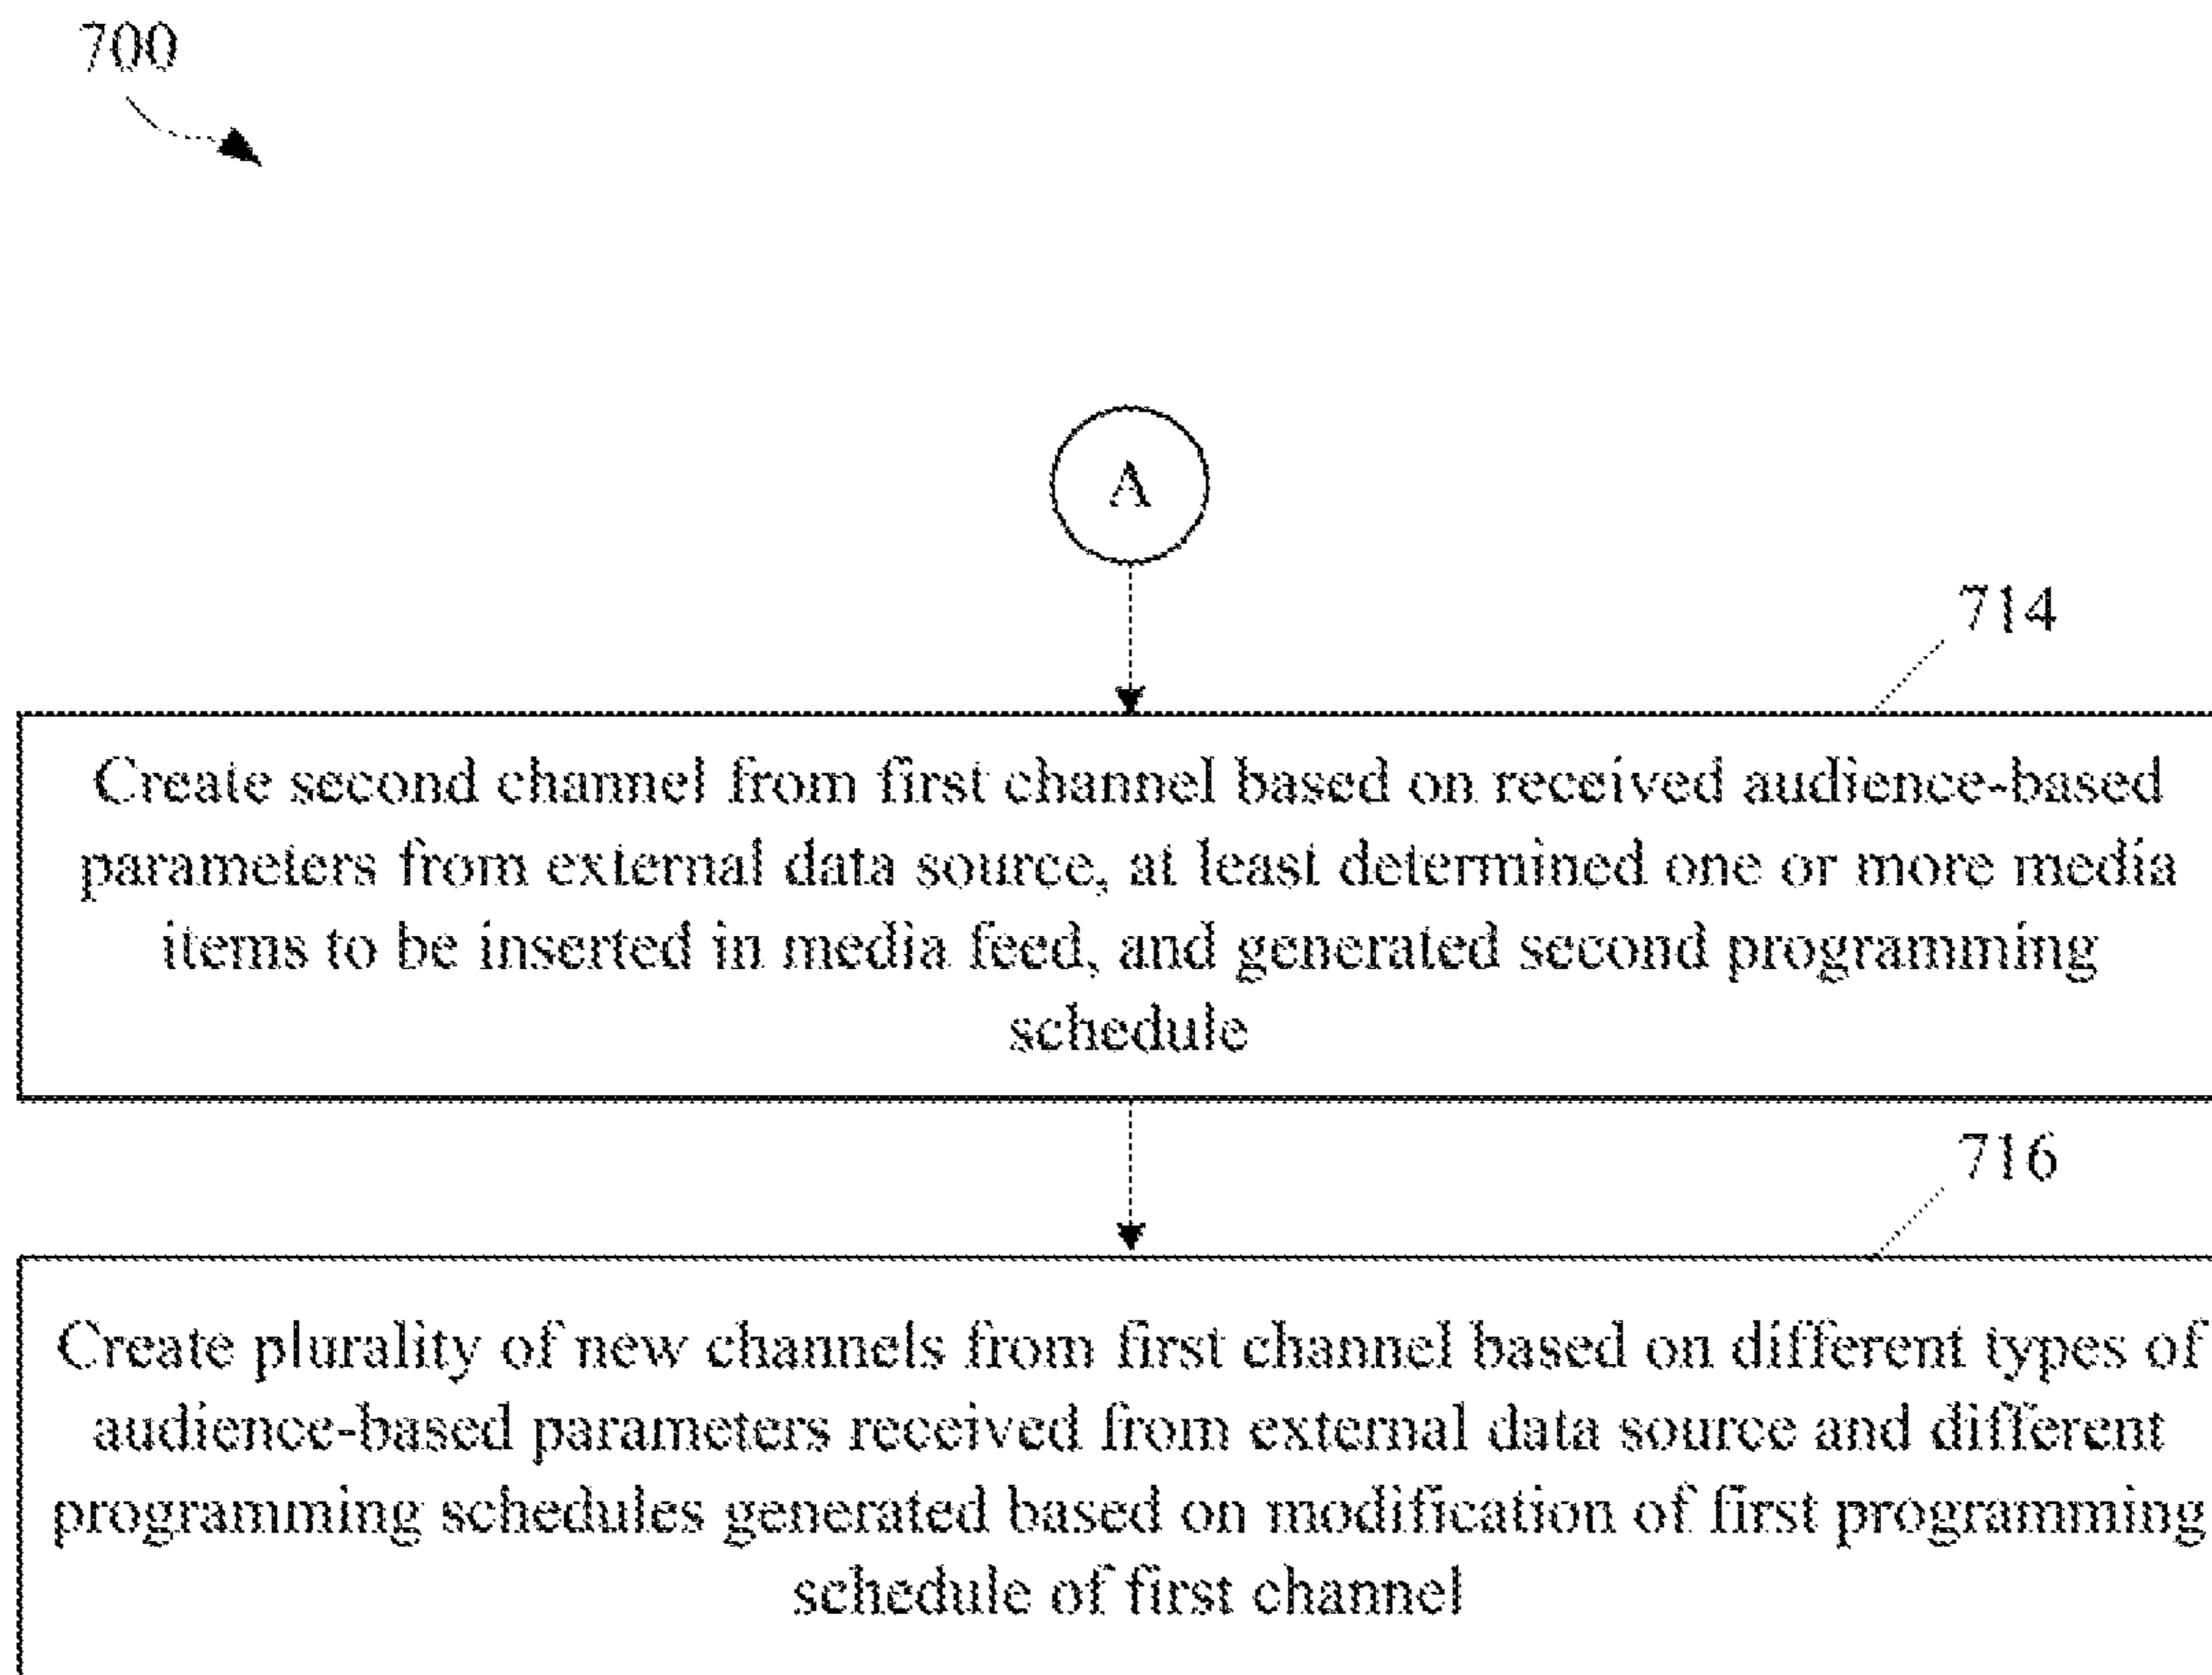 700
A
714
Create second channel from first channel based on received audience-based
parameters from external data source, at least determined one or more media
items to be inserted in media feed, and generated second programming
schedule
716
Create plurality of new channels from first channel based on different types of
audience-based parameters received from external data source and different
programming schedules generated based on modification of first programming
schedule of first channel